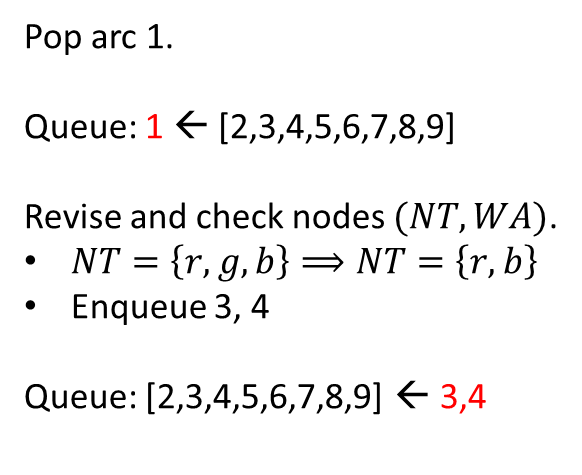 Pop arc 1.
Queue: 1 ← [2,3,4,5,6,7,8,9]
Revise and check nodes (NT, WA).
• NT = {r, g, b} ⟹ NT = {r, b}
• Enqueue 3, 4
Queue: [2,3,4,5,6,7,8,9] ← 3,4